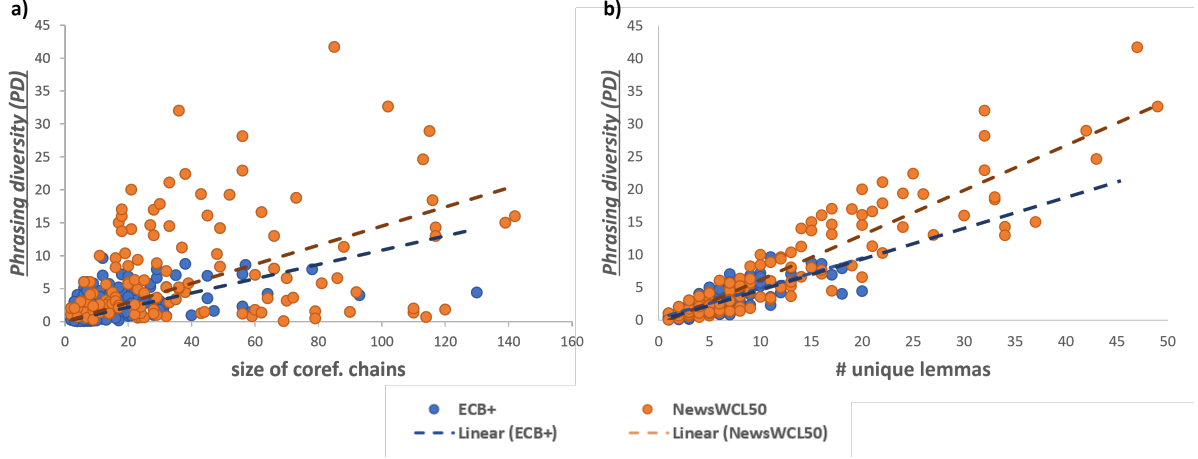 a)
Phrasing diversity (PD)
45
40
35
30
25
20
15
10
5
0
0 20 40 60 80 100 120 140 160
size of coref. chains
b)
Phrasing diversity (PD)
45
40
35
30
25
20
15
10
5
0
0 5 10 15 20 25 30 35 40 45 50
# unique lemmas
ECB+ NewsWCL50
Linear (ECB+) Linear (NewsWCL50)